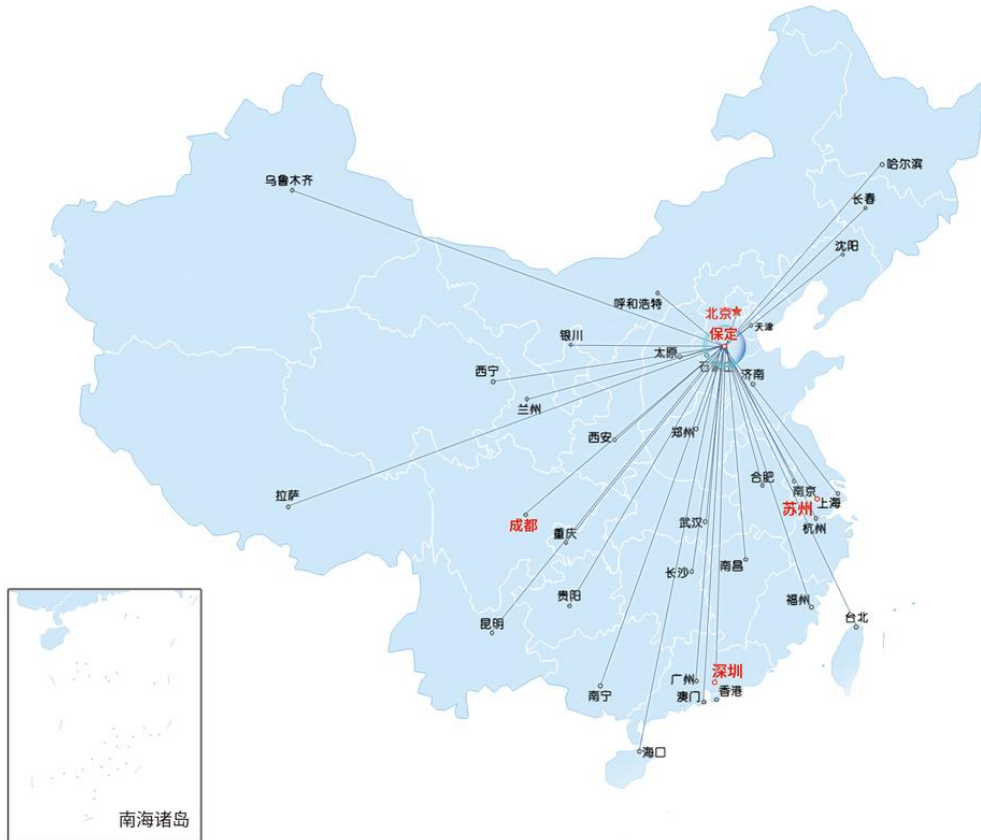 哈尔滨
乌鲁木齐
长春
沈阳
呼和浩特
北京
天津
保定
银川
太原
西宁
济南
兰州
郑州
西安
合肥
南京
拉萨
上海
苏州
成都
武汉
杭州
重庆
南昌
长沙
贵阳
福州
台北
昆明
深圳
广州
南宁
澳门
香港
海口
南海诸岛